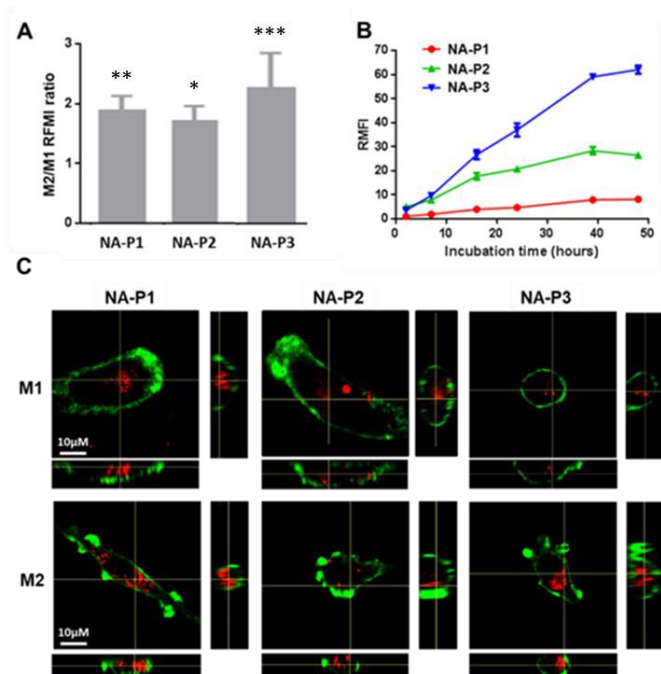 A
M2/M1 RFMI ratio
3
2
1
0
**
*
***
NA-P1
NA-P2
NA-P3
B
RMFI
70
60
50
40
30
20
10
0
NA-P1
NA-P2
NA-P3
0
10
20
30
40
50
Incubation time (hours)
C
NA-P1
NA-P2
NA-P3
M1
10µM
M2
10µM